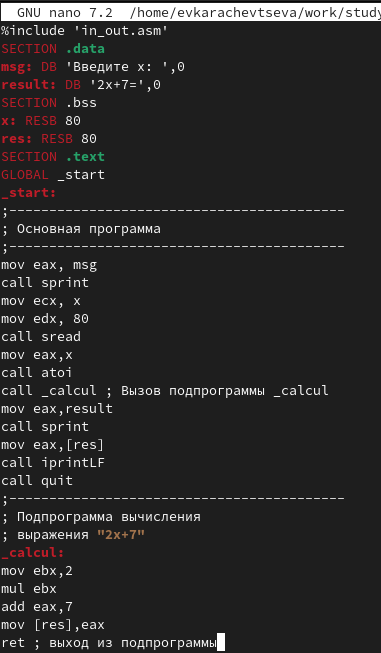 GNU nano 7.2 /home/evkarachevtseva/work/study
%include 'in_out.asm'
SECTION .data
msg: DB 'Введите x: ',0
result: DB '2x+7=',0
SECTION .bss
x: RESB 80
res: RESB 80
SECTION .text
GLOBAL _start
_start:
;------------------------------------------
; Основная программа
;------------------------------------------
mov eax, msg
call sprint
mov ecx, x
mov edx, 80
call sread
mov eax,x
call atoi
call _calcul ; Вызов подпрограммы _calcul
mov eax,result
call sprint
mov eax,[res]
call iprintLF
call quit
;------------------------------------------
; Подпрограмма вычисления
; выражения "2x+7"
_calcul:
mov ebx,2
mul ebx
add eax,7
mov [res],eax
ret ; выход из подпрограммы